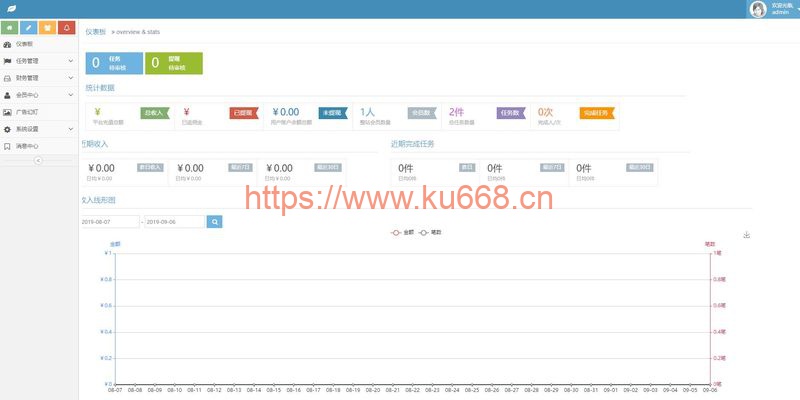 欢迎光临
admin
仪表板
任务管理
财务管理
会员中心
广告幻灯
系统设置
消息中心
仪表板 » overview & stats
0 任务 待审核 0 提现 待审核
统计数据
¥ 总收入 ¥ 已提现 ¥0.00 未提现 1人 会员数 2件 任务数 0次 完成任务
平台充值总额 已返佣金 用户账户余额总额 整站会员数量 总任务数量 完成人/次
近期收入 近期完成任务
¥0.00 昨日收入 ¥0.00 最近7日 ¥0.00 最近30日 0件 昨日 0件 最近7日 0件 最近30日
日均¥0.00 日均¥0.00 日均¥0.00 日均0件 日均0件 日均0件
https://www.ku668.cn
收入线形图
2019-08-07 - 2019-09-06
金额 笔数
金额 笔数
¥1 1笔
¥0.8 0.8笔
¥0.6 0.6笔
¥0.4 0.4笔
¥0.2 0.2笔
¥0 0笔
08-07 08-08 08-09 08-10 08-11 08-12 08-13 08-14 08-15 08-16 08-17 08-18 08-19 08-20 08-21 08-22 08-23 08-24 08-25 08-26 08-27 08-28 08-29 08-30 08-31 09-01 09-02 09-03 09-04 09-05 09-06